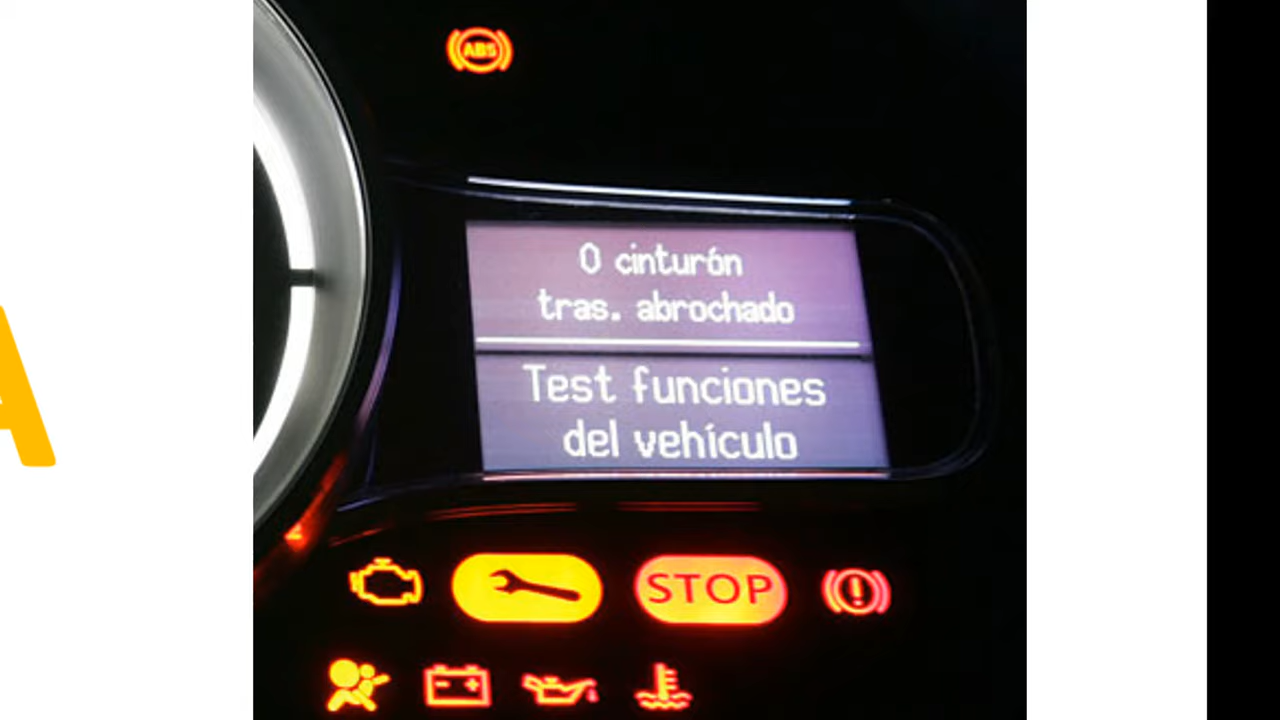 ABS
0 cinturón
tras. abrochado
Test funciones
del vehículo
STOP
A